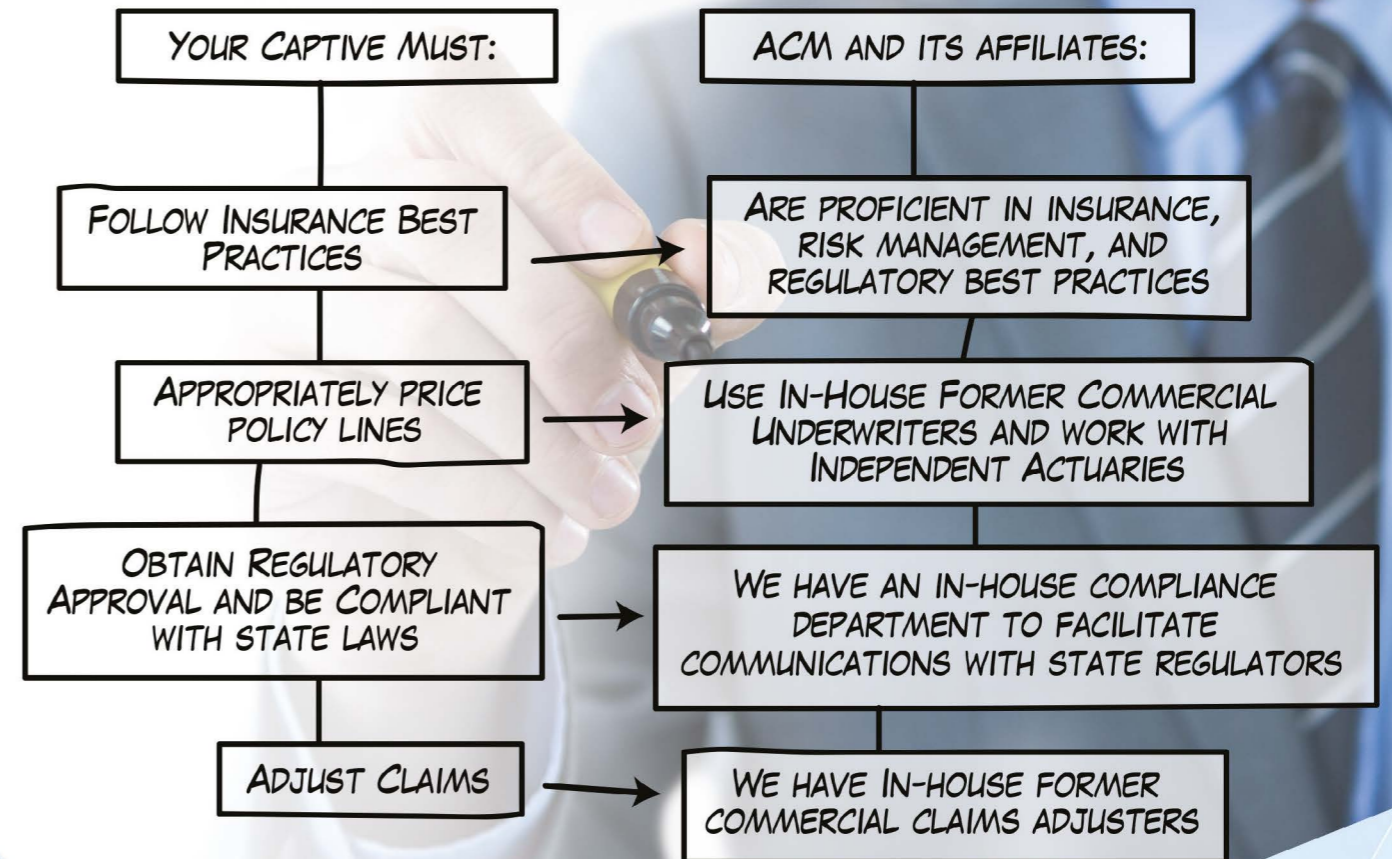 YOUR CAPTIVE MUST:
ACM AND ITS AFFILIATES:
FOLLOW INSURANCE BEST
PRACTICES
ARE PROFICIENT IN INSURANCE,
RISK MANAGEMENT, AND
REGULATORY BEST PRACTICES
APPROPRIATELY PRICE
POLICY LINES
USE IN-HOUSE FORMER COMMERCIAL
UNDERWRITERS AND WORK WITH
INDEPENDENT ACTUARIES
OBTAIN REGULATORY
APPROVAL AND BE COMPLIANT
WITH STATE LAWS
WE HAVE AN IN-HOUSE COMPLIANCE
DEPARTMENT TO FACILITATE
COMMUNICATIONS WITH STATE REGULATORS
ADJUST CLAIMS
WE HAVE IN-HOUSE FORMER
COMMERCIAL CLAIMS ADJUSTERS